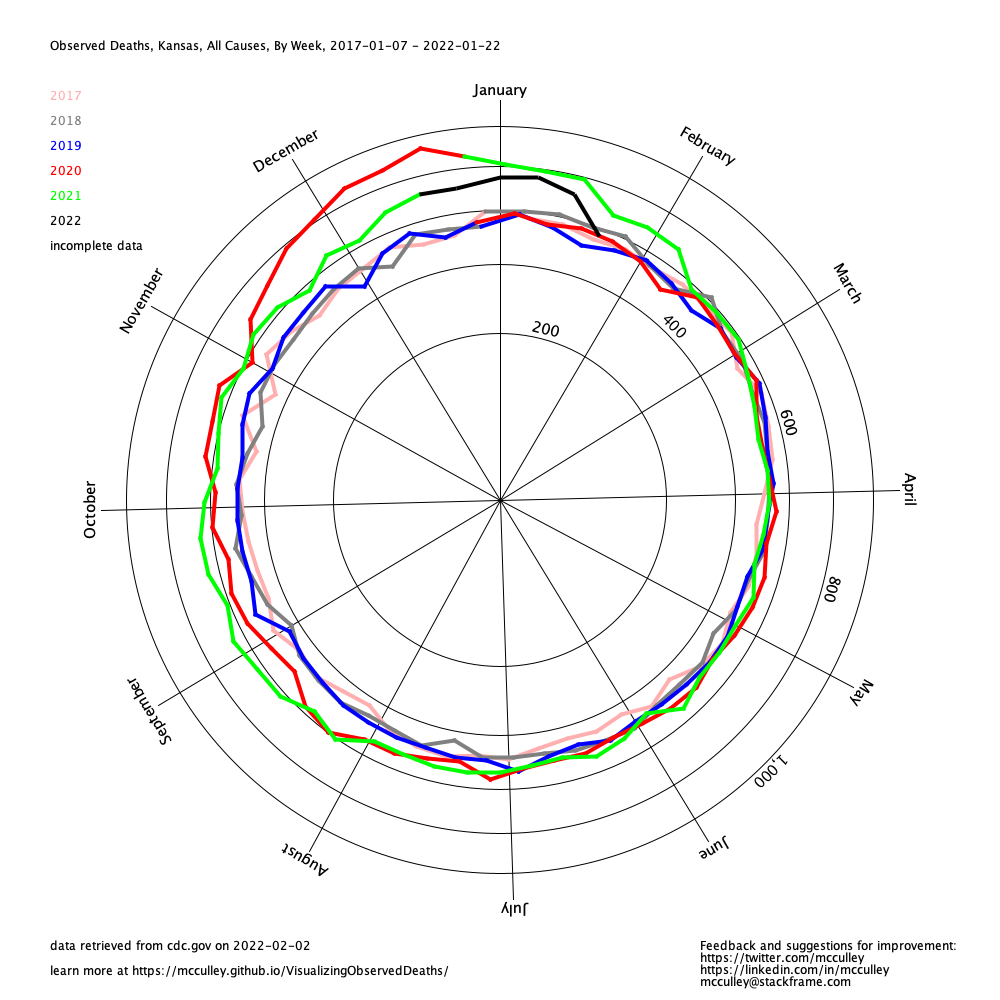 Observed Deaths, Kansas, All Causes, By Week, 2017-01-07 - 2022-01-22
2017
2018
2019
2020
2021
2022
incomplete data
January
February
March
April
May
June
July
August
September
October
November
December
200
400
600
800
1,000
data retrieved from cdc.gov on 2022-02-02
learn more at https://mcculley.github.io/VisualizingObservedDeaths/
Feedback and suggestions for improvement:
https://twitter.com/mcculley
https://linkedin.com/in/mcculley
mcculley@stackframe.com